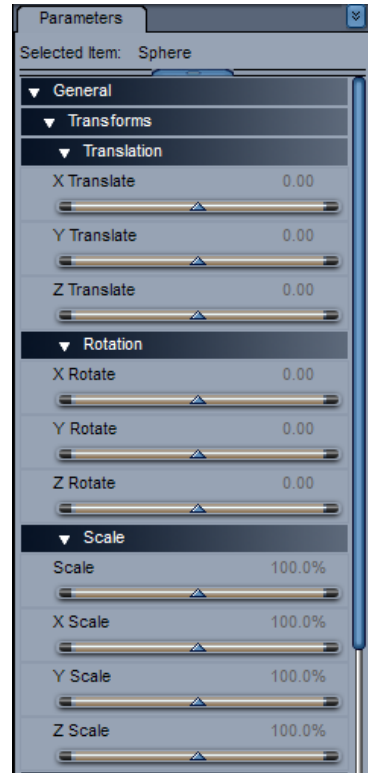 Parameters
Selected Item: Sphere
General
Transforms
Translation
X Translate 0.00
Y Translate 0.00
Z Translate 0.00
Rotation
X Rotate 0.00
Y Rotate 0.00
Z Rotate 0.00
Scale
Scale 100.0%
X Scale 100.0%
Y Scale 100.0%
Z Scale 100.0%